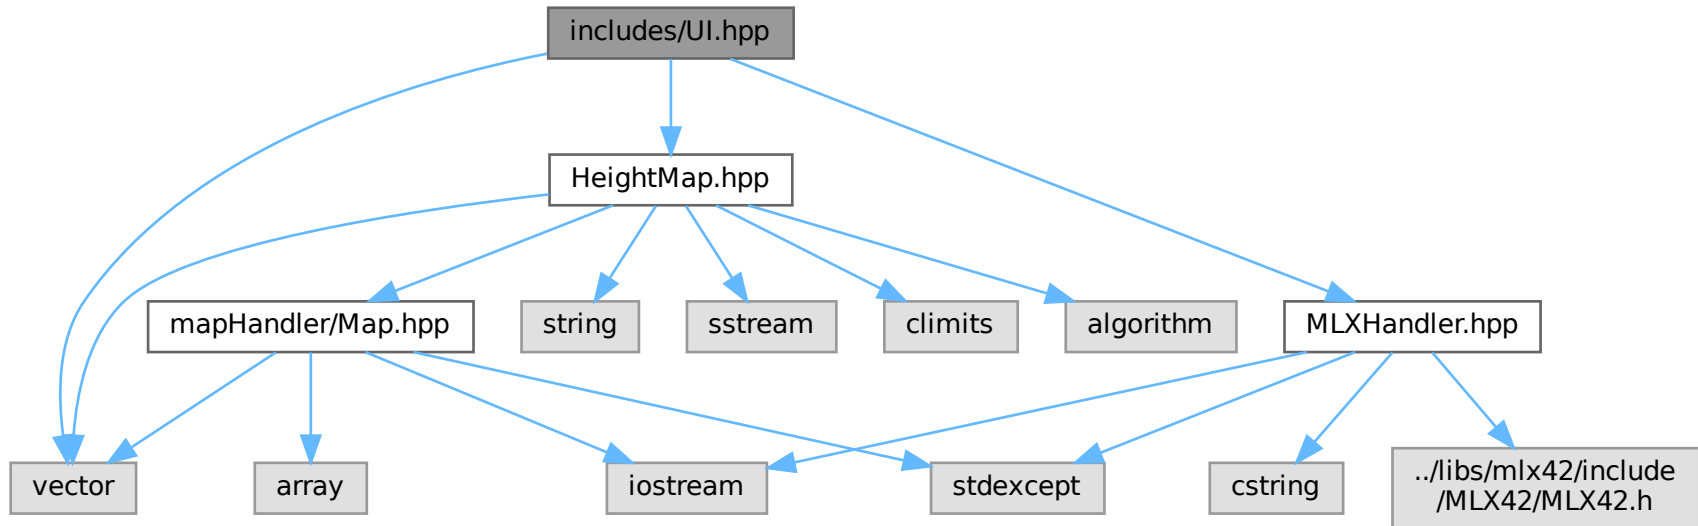 includes/UI.hpp
HeightMap.hpp
mapHandler/Map.hpp
string
sstream
climits
algorithm
MLXHandler.hpp
vector
array
iostream
stdexcept
cstring
../libs/mlx42/include
/MLX42/MLX42.h